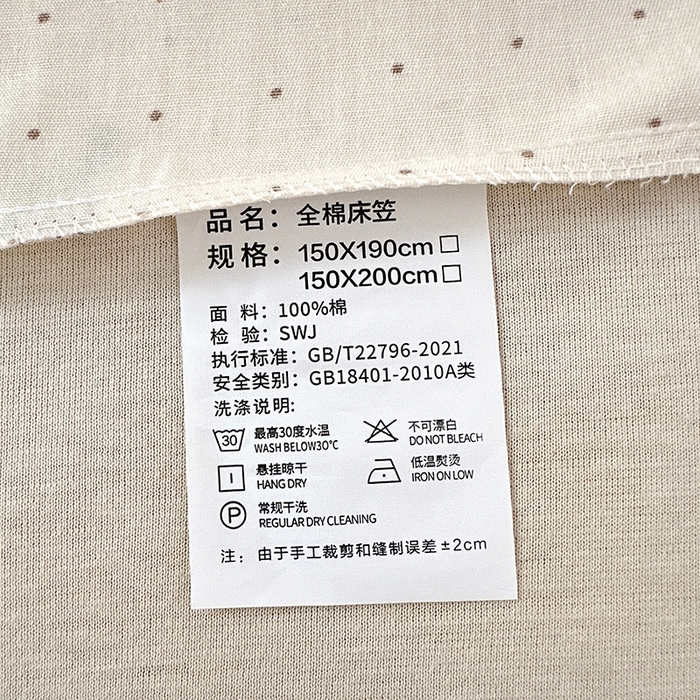 品名：全棉床笠
规格：150X190cm□
150X200cm□
面料：100%棉
检验：SWJ
执行标准：GB/T22796-2021
安全类别：GB18401-2010A类
洗涤说明:
30 最高30度水温
WASH BELOW30℃
不可漂白
DO NOT BLEACH
悬挂晾干
HANG DRY
低温熨烫
IRON ON LOW
P 常规干洗
REGULAR DRY CLEANING
注：由于手工裁剪和缝制误差±2cm